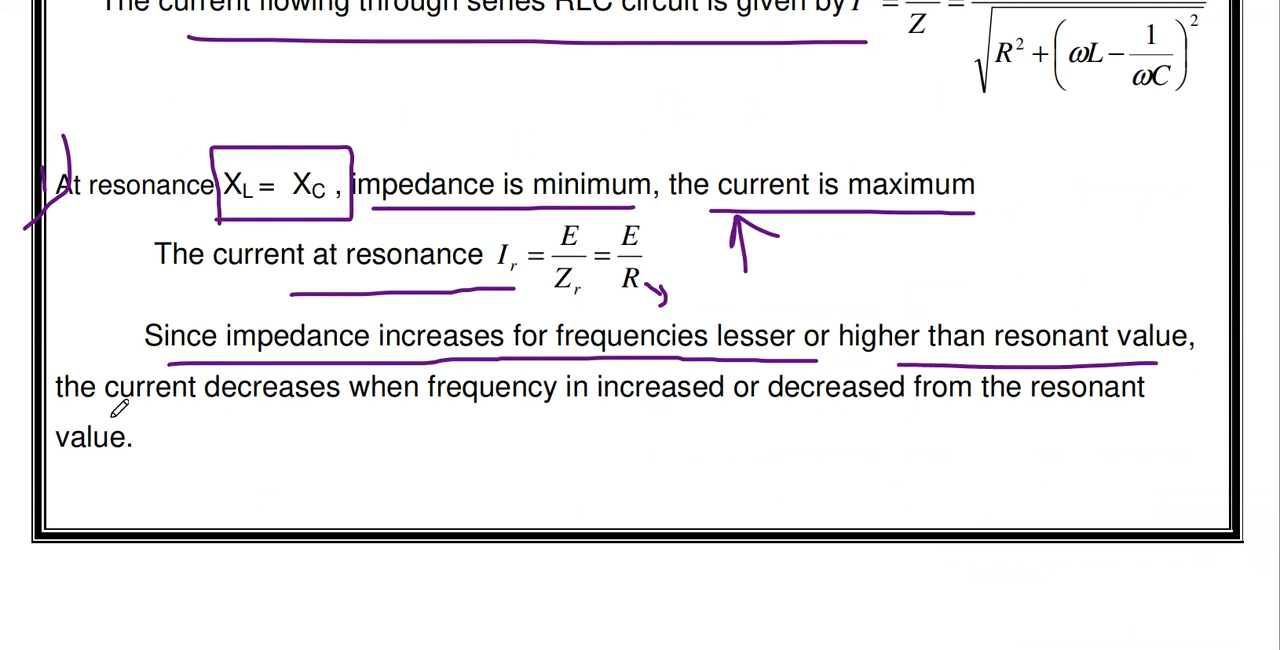 The current flowing through series RLC circuit is given by I = E/Z = E/√(R² + (ωL − 1/ωC)²)
At resonance X_L = X_C , impedance is minimum, the current is maximum
The current at resonance I_r = E/Z_r = E/R
Since impedance increases for frequencies lesser or higher than resonant value,
the current decreases when frequency in increased or decreased from the resonant
value.